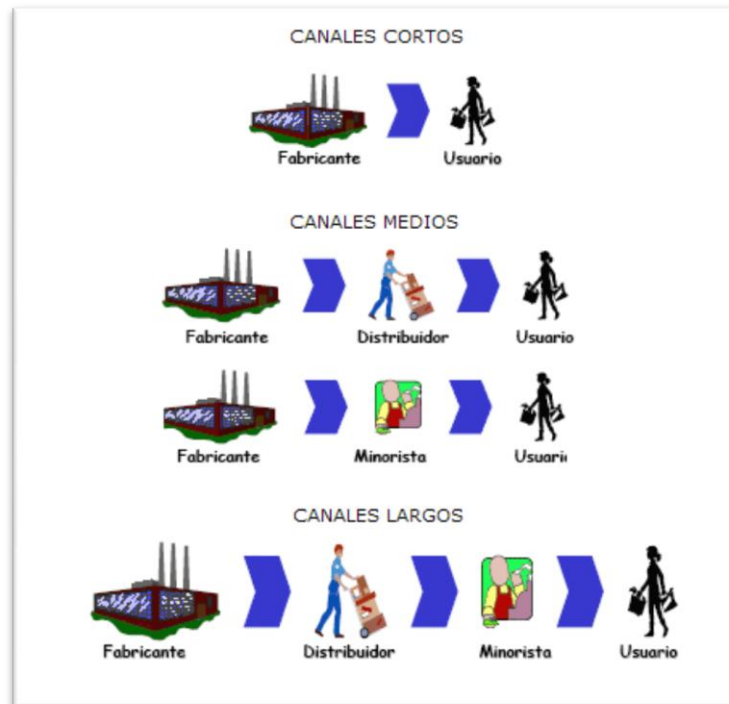 CANALES CORTOS
Fabricante Usuario
CANALES MEDIOS
Fabricante Distribuidor Usuario
Fabricante Minorista Usuari
CANALES LARGOS
Fabricante Distribuidor Minorista Usuario